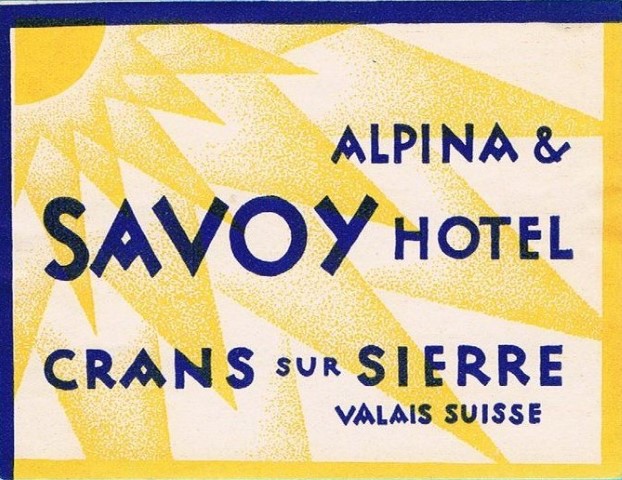 ALPINA &
SAVOY HOTEL
CRANS SUR SIERRE
VALAIS SUISSE